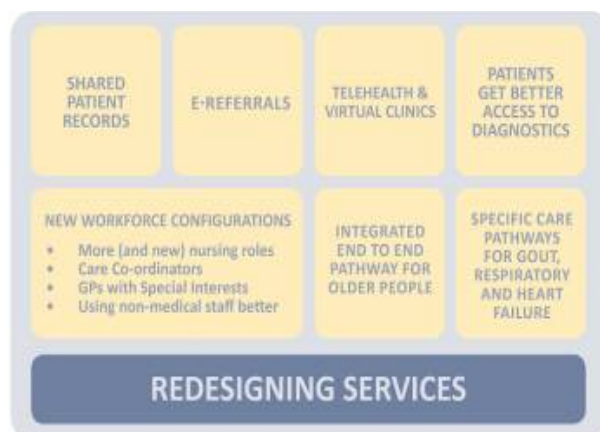 SHARED
PATIENT
RECORDS
E-REFERRALS
TELEHEALTH &
VIRTUAL CLINICS
PATIENTS
GET BETTER
ACCESS TO
DIAGNOSTICS
NEW WORKFORCE CONFIGURATIONS
• More (and new) nursing roles
• Care Co-ordinators
• GPs with Special Interests
• Using non-medical staff better
INTEGRATED
END TO END
PATHWAY FOR
OLDER PEOPLE
SPECIFIC CARE
PATHWAYS
FOR GOUT,
RESPIRATORY
AND HEART
FAILURE
REDESIGNING SERVICES